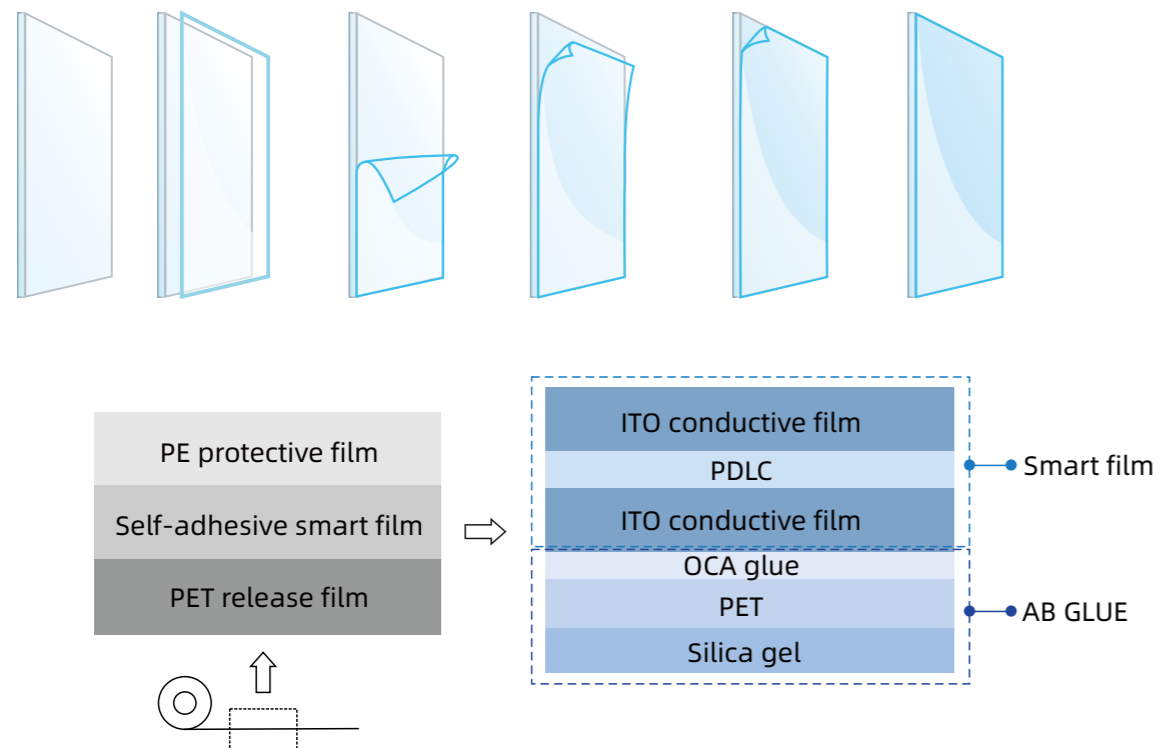 PE protective film
Self-adhesive smart film
PET release film
ITO conductive film
PDLC
ITO conductive film
OCA glue
PET
Silica gel
Smart film
AB GLUE